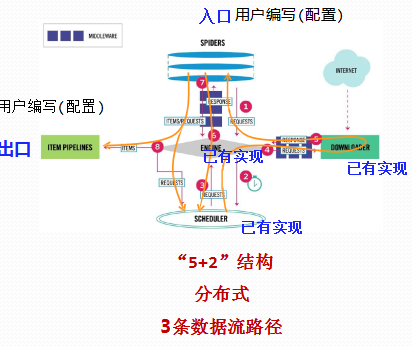 入口 用户编写(配置)
MIDDLEWARE
SPIDERS
INTERNET
7
RESPONSE
1
用户编写(配置)
ITEMS/REQUESTS
6
REQUESTS
出口
ITEM PIPELINES
ITEMS
8
ENGINE
已有实现
RESPONSE
5
4
REQUESTS
DOWNLOADER
已有实现
REQUESTS
3
REQUESTS
2
SCHEDULER
已有实现
“5+2”结构
分布式
3条数据流路径